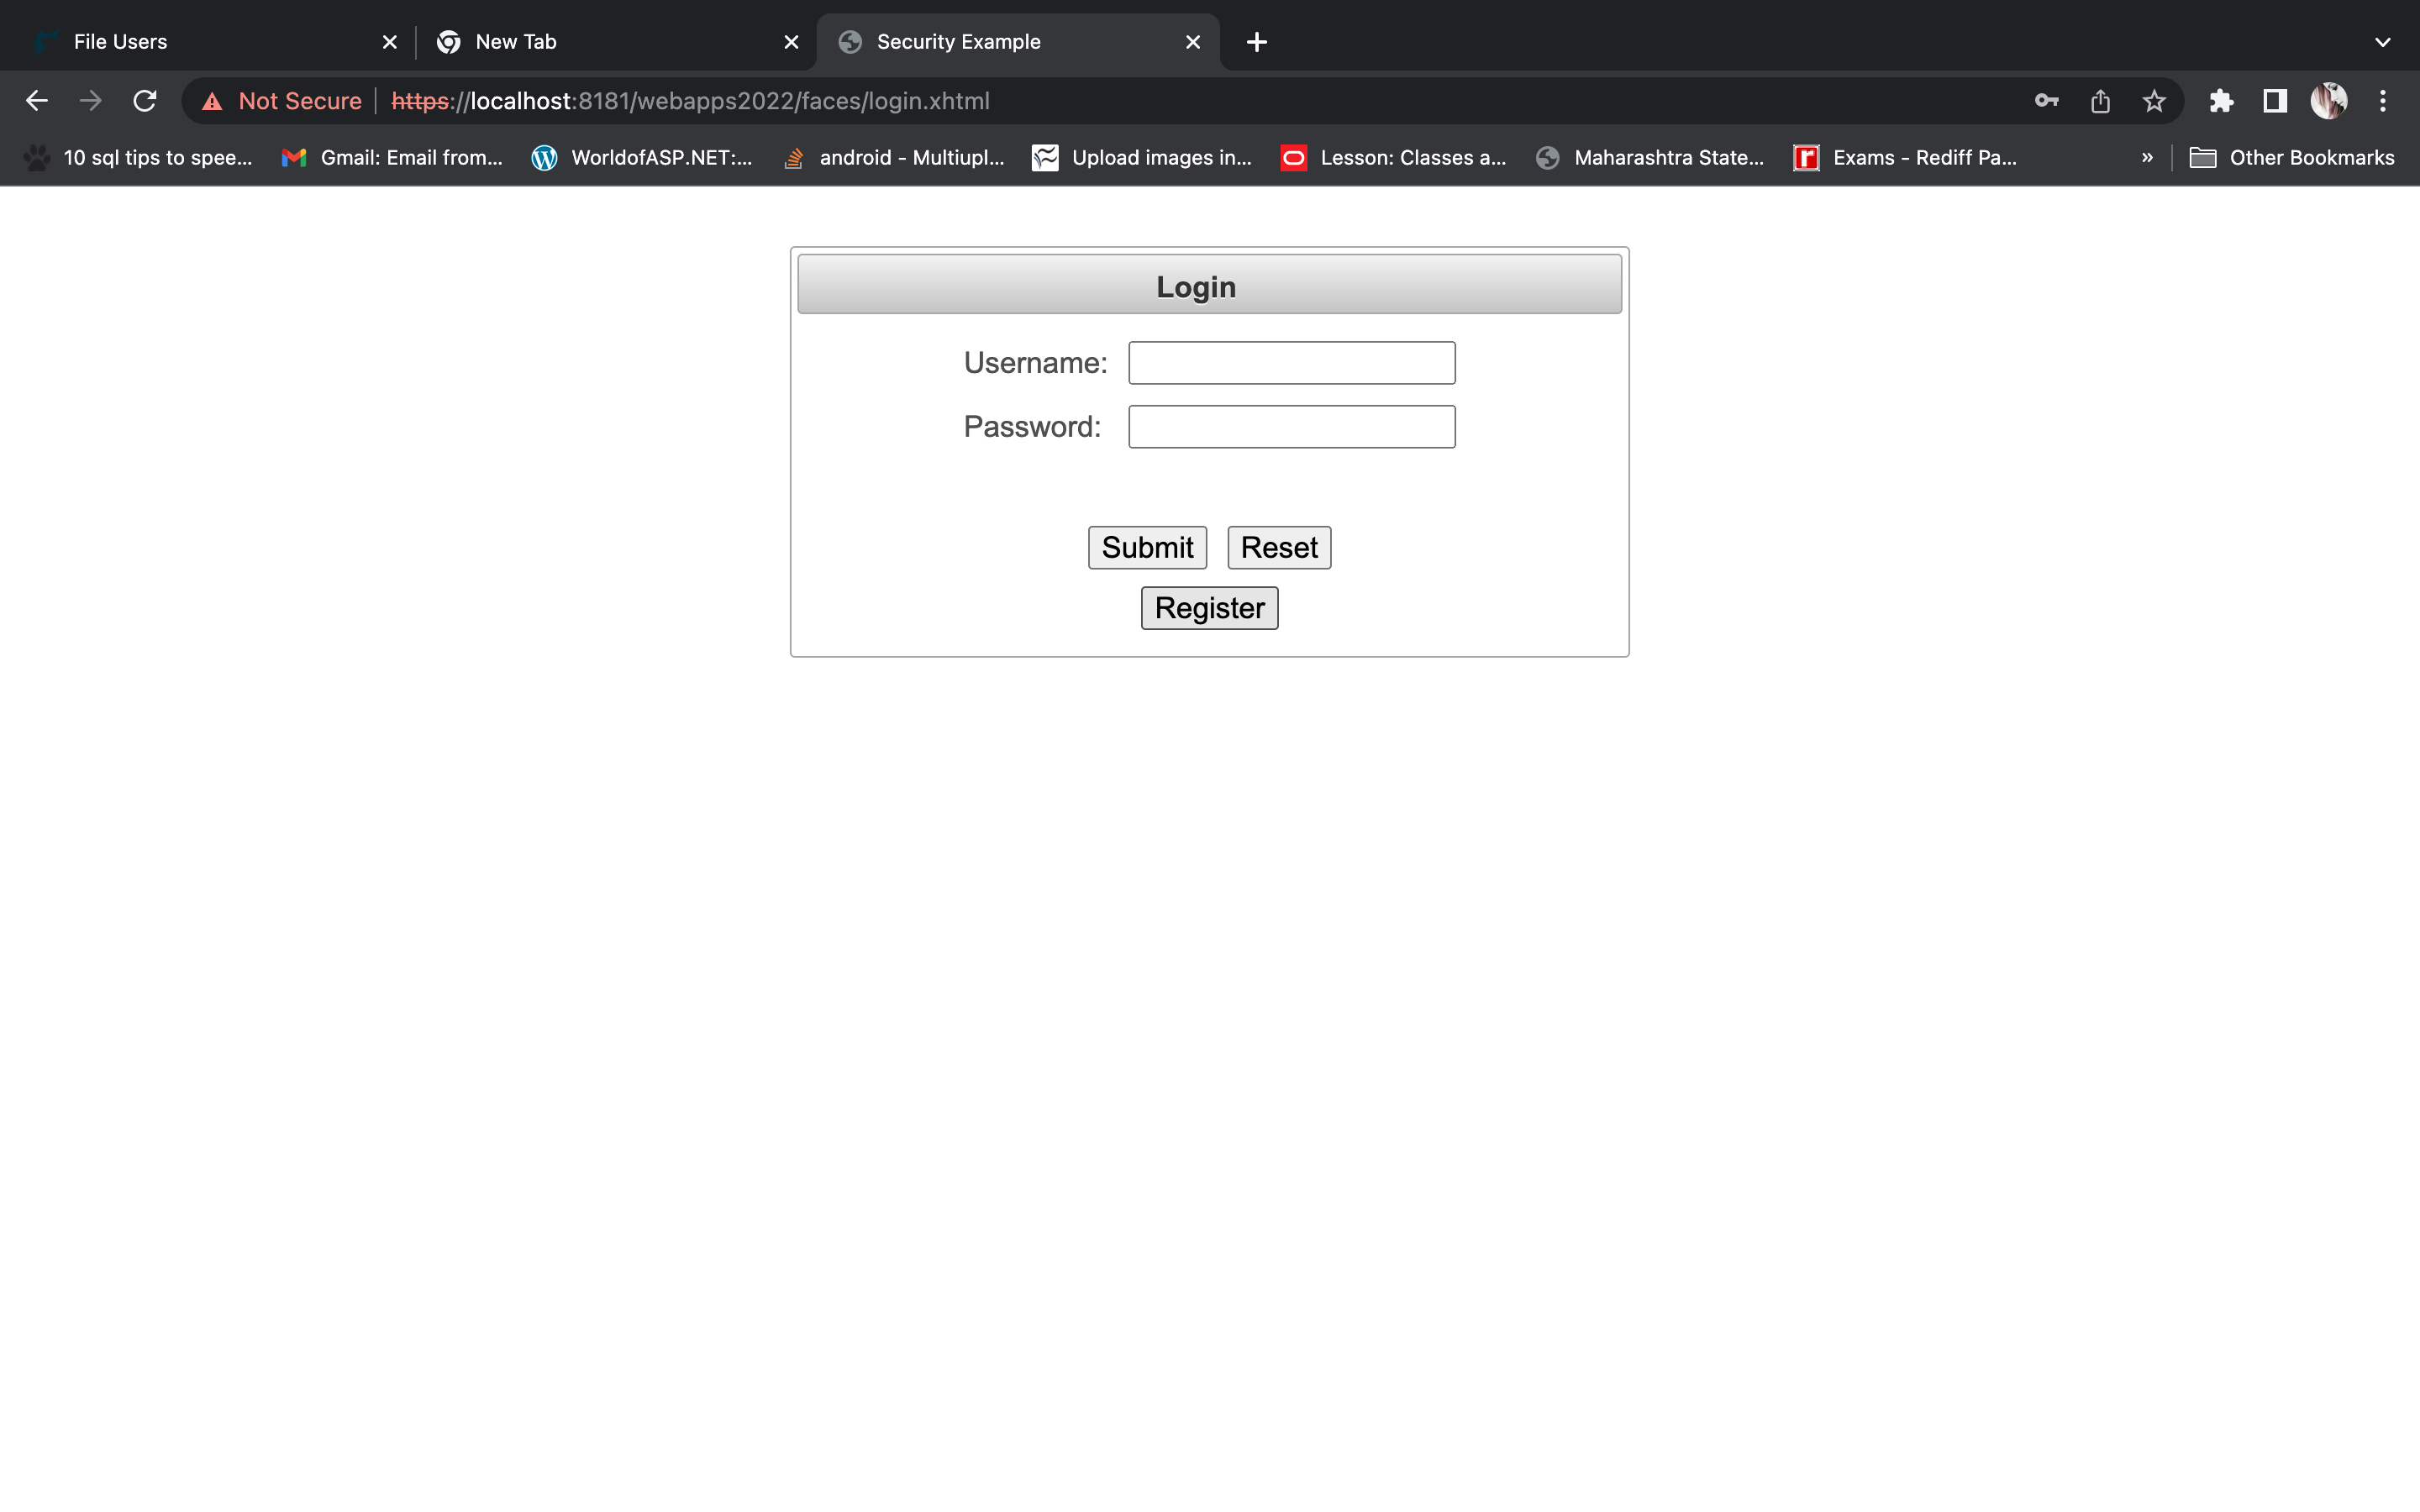 File Users
New Tab
Security Example
Not Secure https://localhost:8181/webapps2022/faces/login.xhtml
10 sql tips to spee... Gmail: Email from... WorldofASP.NET:... android - Multiupl... Upload images in... Lesson: Classes a... Maharashtra State... Exams - Rediff Pa... » Other Bookmarks
Login
Username:
Password:
Submit Reset
Register